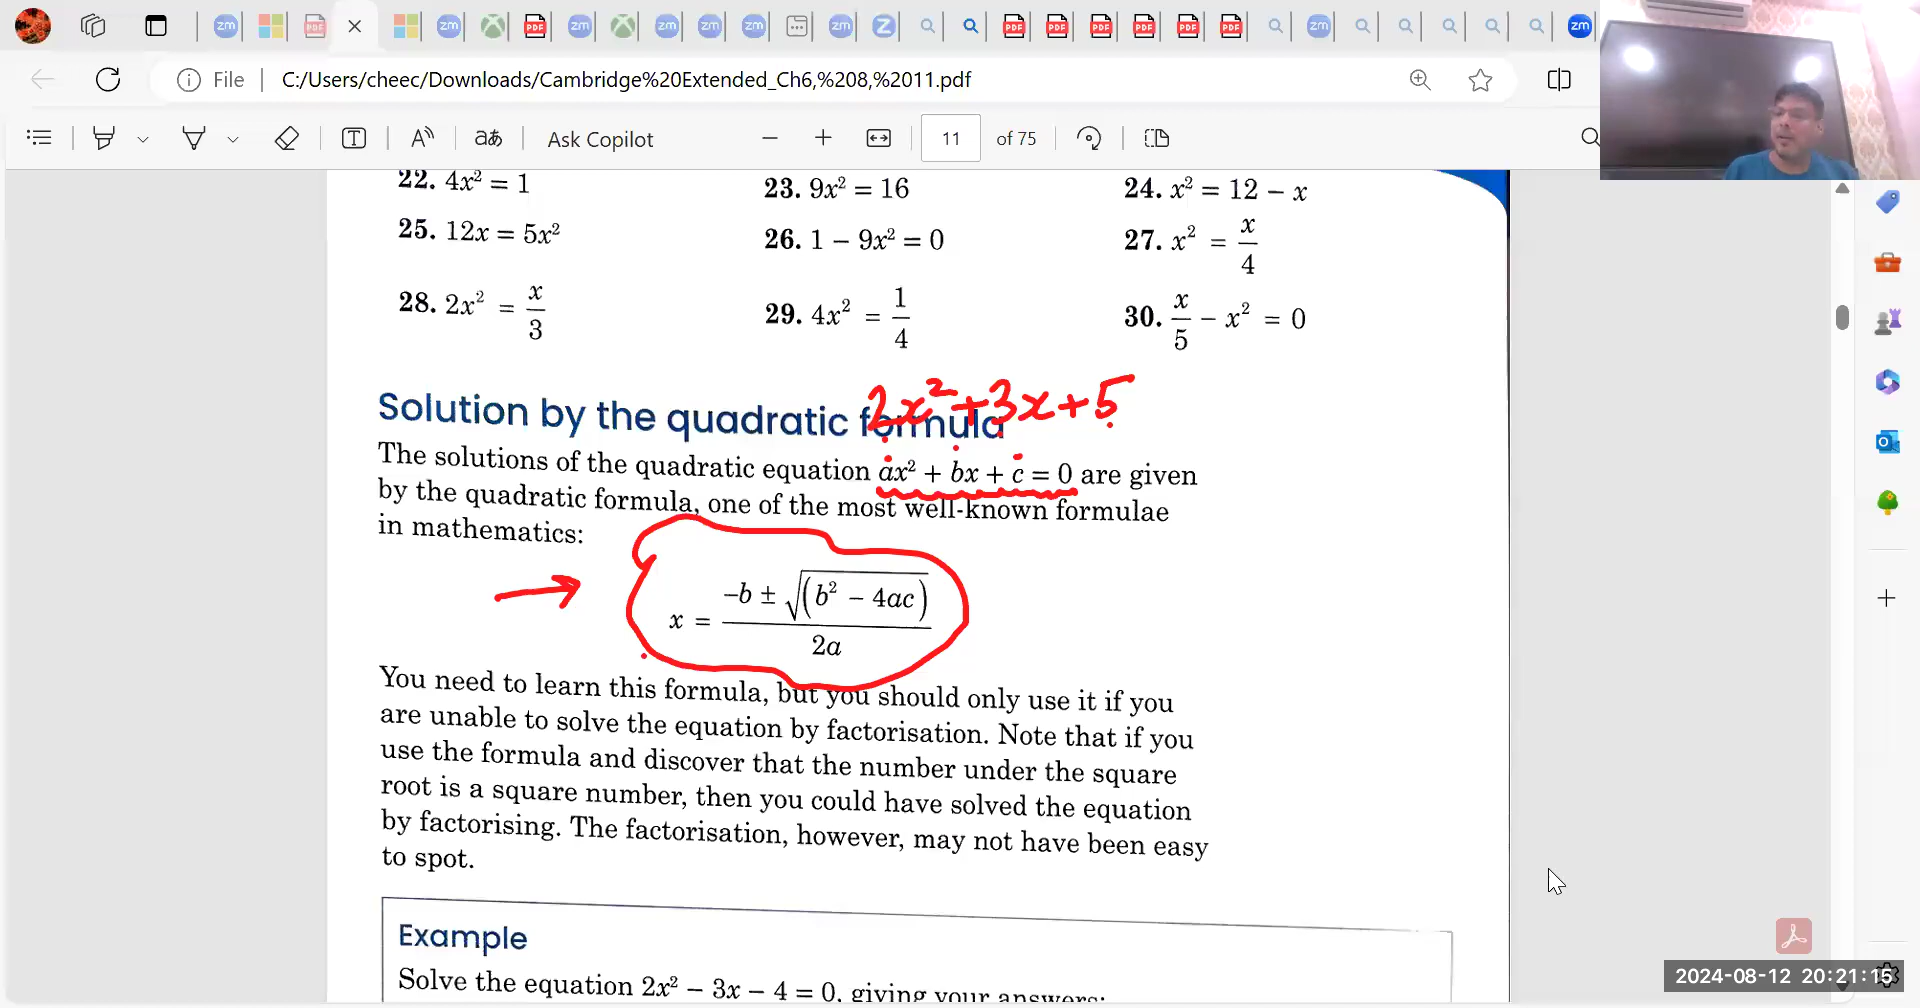 File C:/Users/cheec/Downloads/Cambridge%20Extended_Ch6,%208,%2011.pdf
Ask Copilot 11 of 75
22. 4x² = 1 23. 9x² = 16 24. x² = 12 − x
25. 12x = 5x² 26. 1 − 9x² = 0 27. x² = x/4
28. 2x² = x/3 29. 4x² = 1/4 30. x/5 − x² = 0
2x²+3x+5
Solution by the quadratic formula
The solutions of the quadratic equation ax² + bx + c = 0 are given
by the quadratic formula, one of the most well-known formulae
in mathematics:
x = −b ± √(b² − 4ac) / 2a
You need to learn this formula, but you should only use it if you
are unable to solve the equation by factorisation. Note that if you
use the formula and discover that the number under the square
root is a square number, then you could have solved the equation
by factorising. The factorisation, however, may not have been easy
to spot.
Example
Solve the equation 2x² − 3x − 4 = 0, giving your answers:
2024-08-12 20:21:15